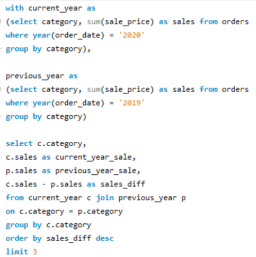 with current_year as
(select category, sum(sale_price) as sales from orders
where year(order_date) = '2020'
group by category),
previous_year as
(select category, sum(sale_price) as sales from orders
where year(order_date) = '2019'
group by category)
select c.category,
c.sales as current_year_sale,
p.sales as previous_year_sale,
c.sales - p.sales as sales_diff
from current_year c join previous_year p
on c.category = p.category
group by c.category
order by sales_diff desc
limit 3